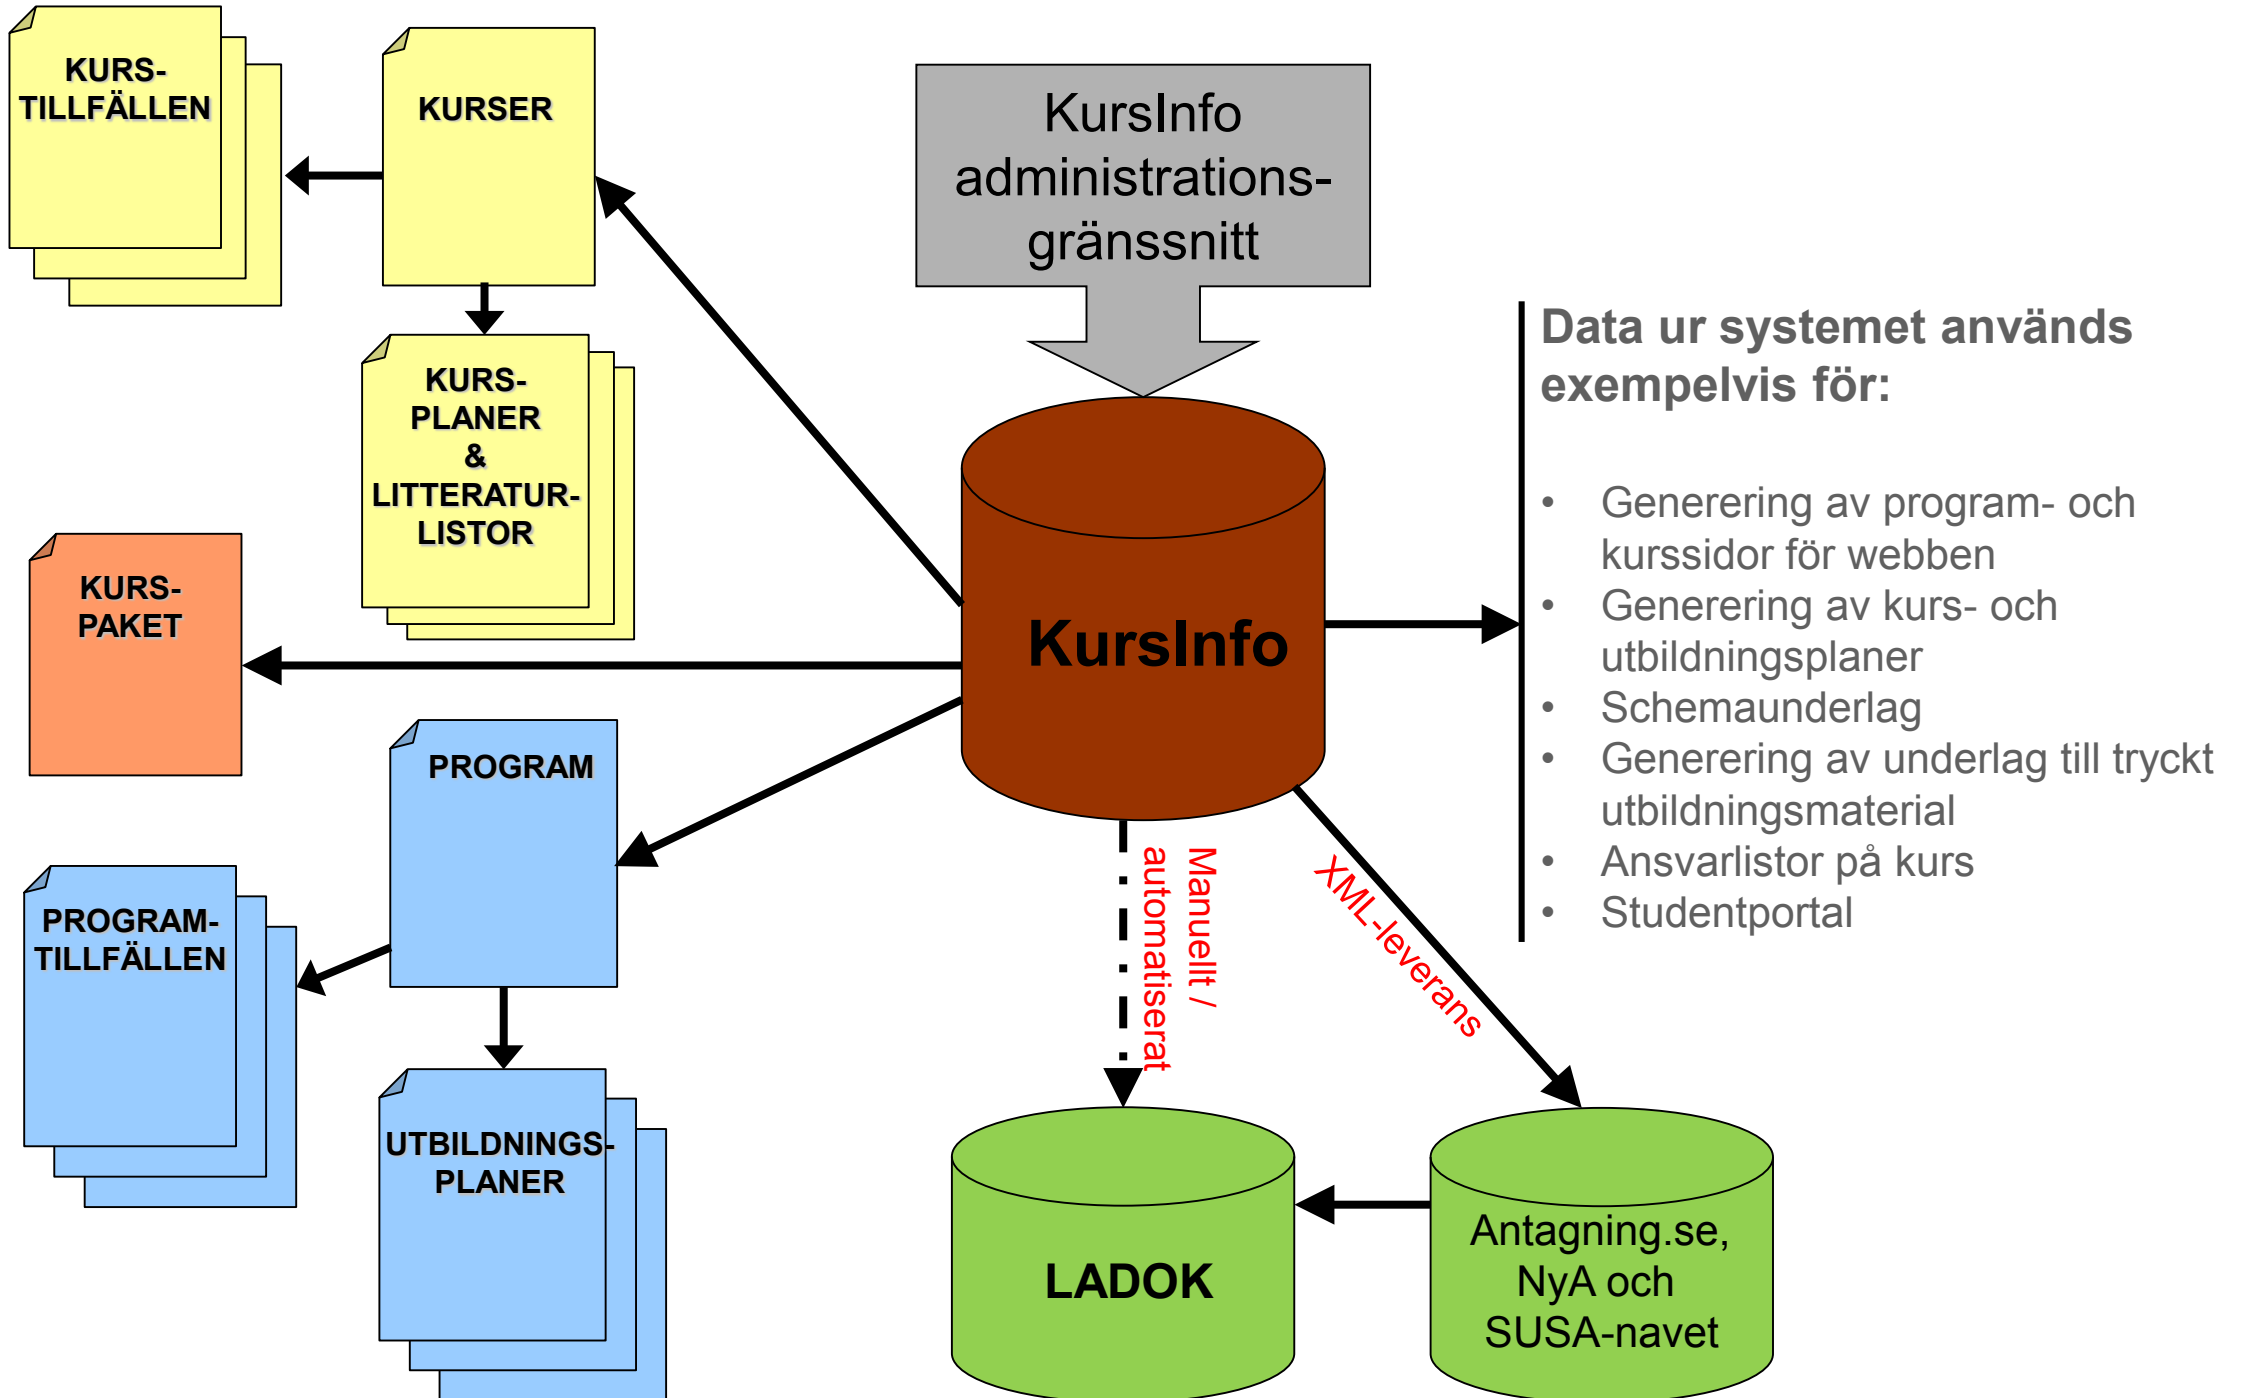 KURS-
TILLFÄLLEN
KURSER
KURS-
PLANER
&
LITTERATUR-
LISTOR
KURS-
PAKET
PROGRAM
PROGRAM-
TILLFÄLLEN
UTBILDNINGS-
PLANER
KursInfo
administrations-
gränssnitt
KursInfo
Manuellt /
automatiserat
XML-leverans
LADOK
Antagning.se,
NyA och
SUSA-navet
Data ur systemet används
exempelvis för:
• Generering av program- och
kurssidor för webben
• Generering av kurs- och
utbildningsplaner
• Schemaunderlag
• Generering av underlag till tryckt
utbildningsmaterial
• Ansvarlistor på kurs
• Studentportal